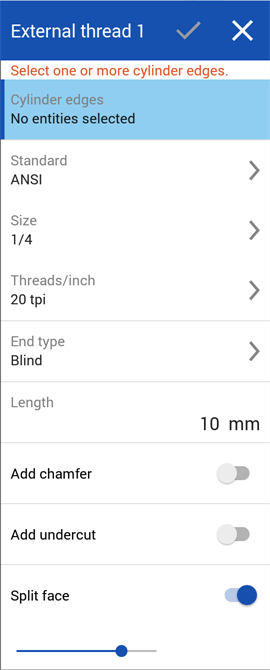 External thread 1
Select one or more cylinder edges.
Cylinder edges
No entities selected
Standard
ANSI
Size
1/4
Threads/inch
20 tpi
End type
Blind
Length
10 mm
Add chamfer
Add undercut
Split face